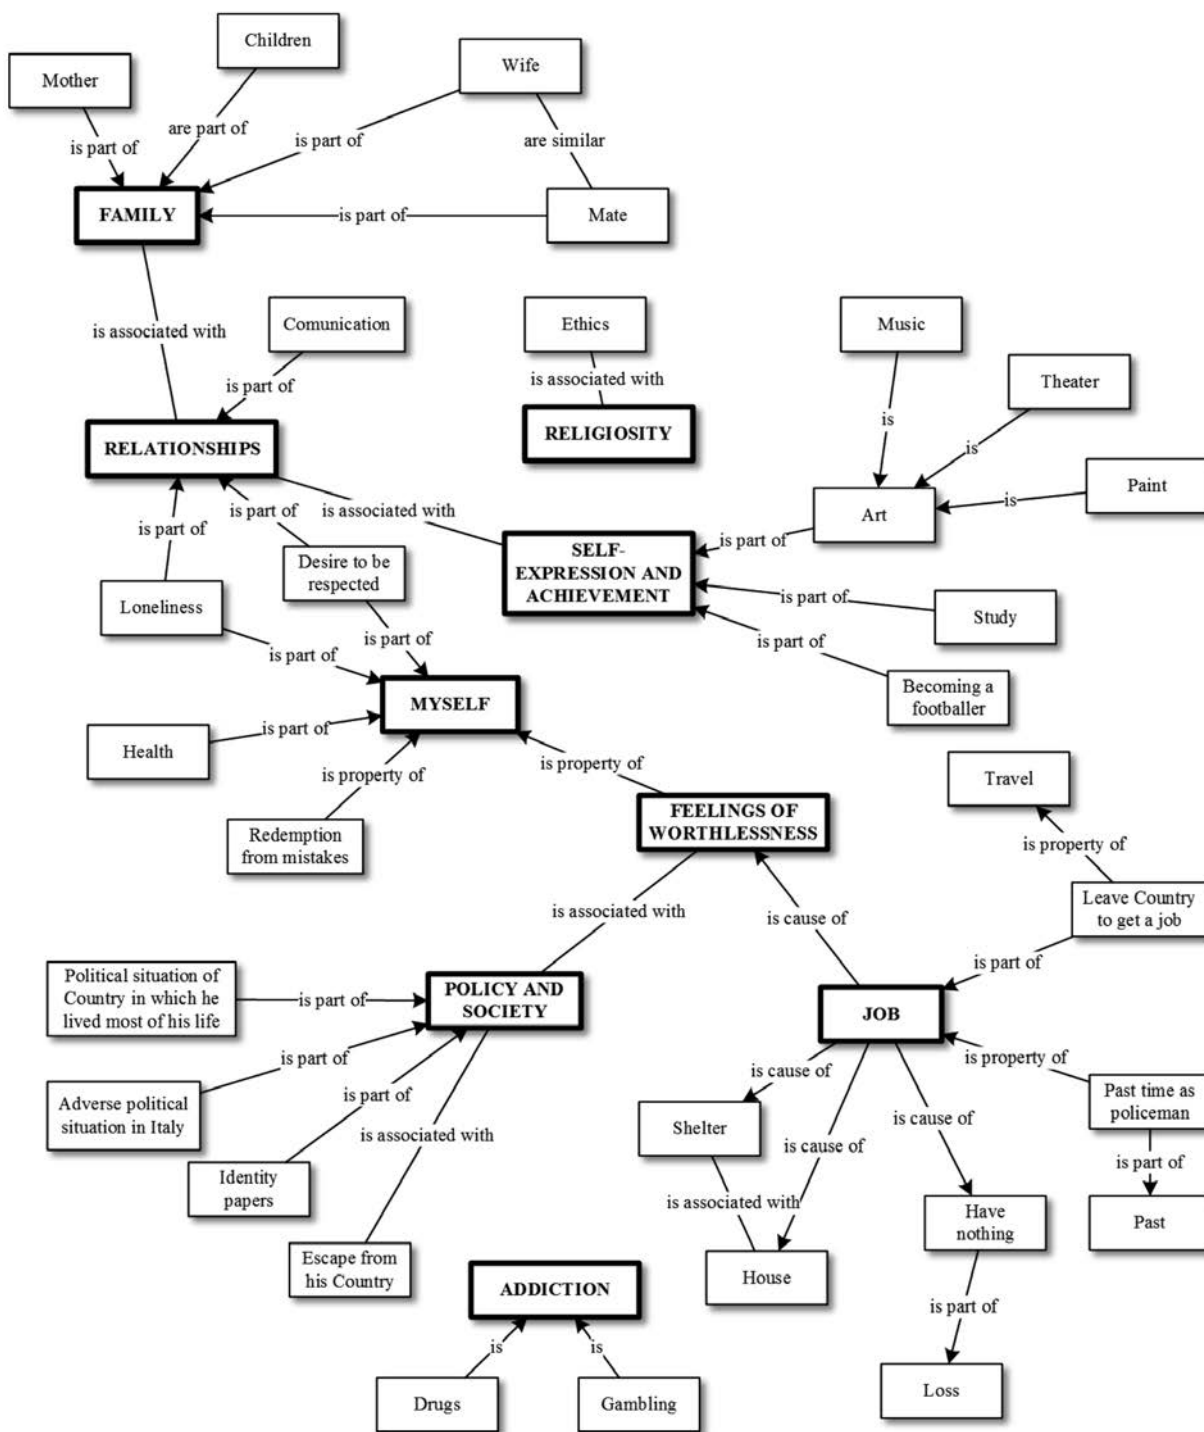 Children
Mother
Wife
is part of
are part of
is part of
are similar
FAMILY
is part of
Mate
is associated with
Comunication
Ethics
Music
Theater
is part of
is associated with
RELATIONSHIPS
RELIGIOSITY
is
is
Paint
is part of
is part of
is associated with
Art
is
SELF-
EXPRESSION AND
ACHIEVEMENT
is part of
Loneliness
Desire to be
respected
is part of
Study
is part of
is part of
is part of
Becoming a
footballer
MYSELF
Health
is part of
is property of
is property of
Travel
Redemption
from mistakes
FEELINGS OF
WORTHLESSNESS
is property of
is associated with
is cause of
Leave Country
to get a job
is part of
Political situation of
Country in which he
lived most of his life
is part of
POLICY AND
SOCIETY
JOB
is part of
Adverse political
situation in Italy
is part of
is associated with
Identity
papers
Escape from
his Country
is cause of
Shelter
is cause of
is cause of
is property of
Past time as
policeman
is part of
Past
is associated with
House
Have
nothing
is part of
Loss
ADDICTION
is
is
Drugs
Gambling